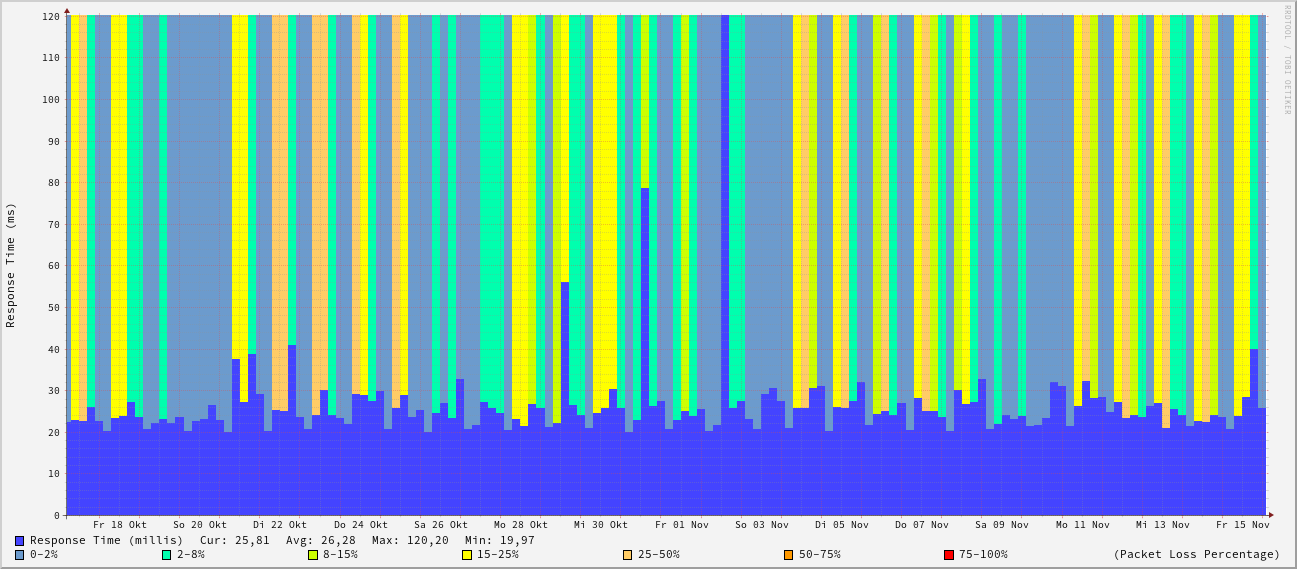 RRDTOOL / TOBI OETIKER
Response Time (ms)
120
110
100
90
80
70
60
50
40
30
20
10
0
Fr 18 Okt So 20 Okt Di 22 Okt Do 24 Okt Sa 26 Okt Mo 28 Okt Mi 30 Okt Fr 01 Nov So 03 Nov Di 05 Nov Do 07 Nov Sa 09 Nov Mo 11 Nov Mi 13 Nov Fr 15 Nov
Response Time (millis) Cur: 25,81 Avg: 26,28 Max: 120,20 Min: 19,97
0-2% 2-8% 8-15% 15-25% 25-50% 50-75% 75-100% (Packet Loss Percentage)